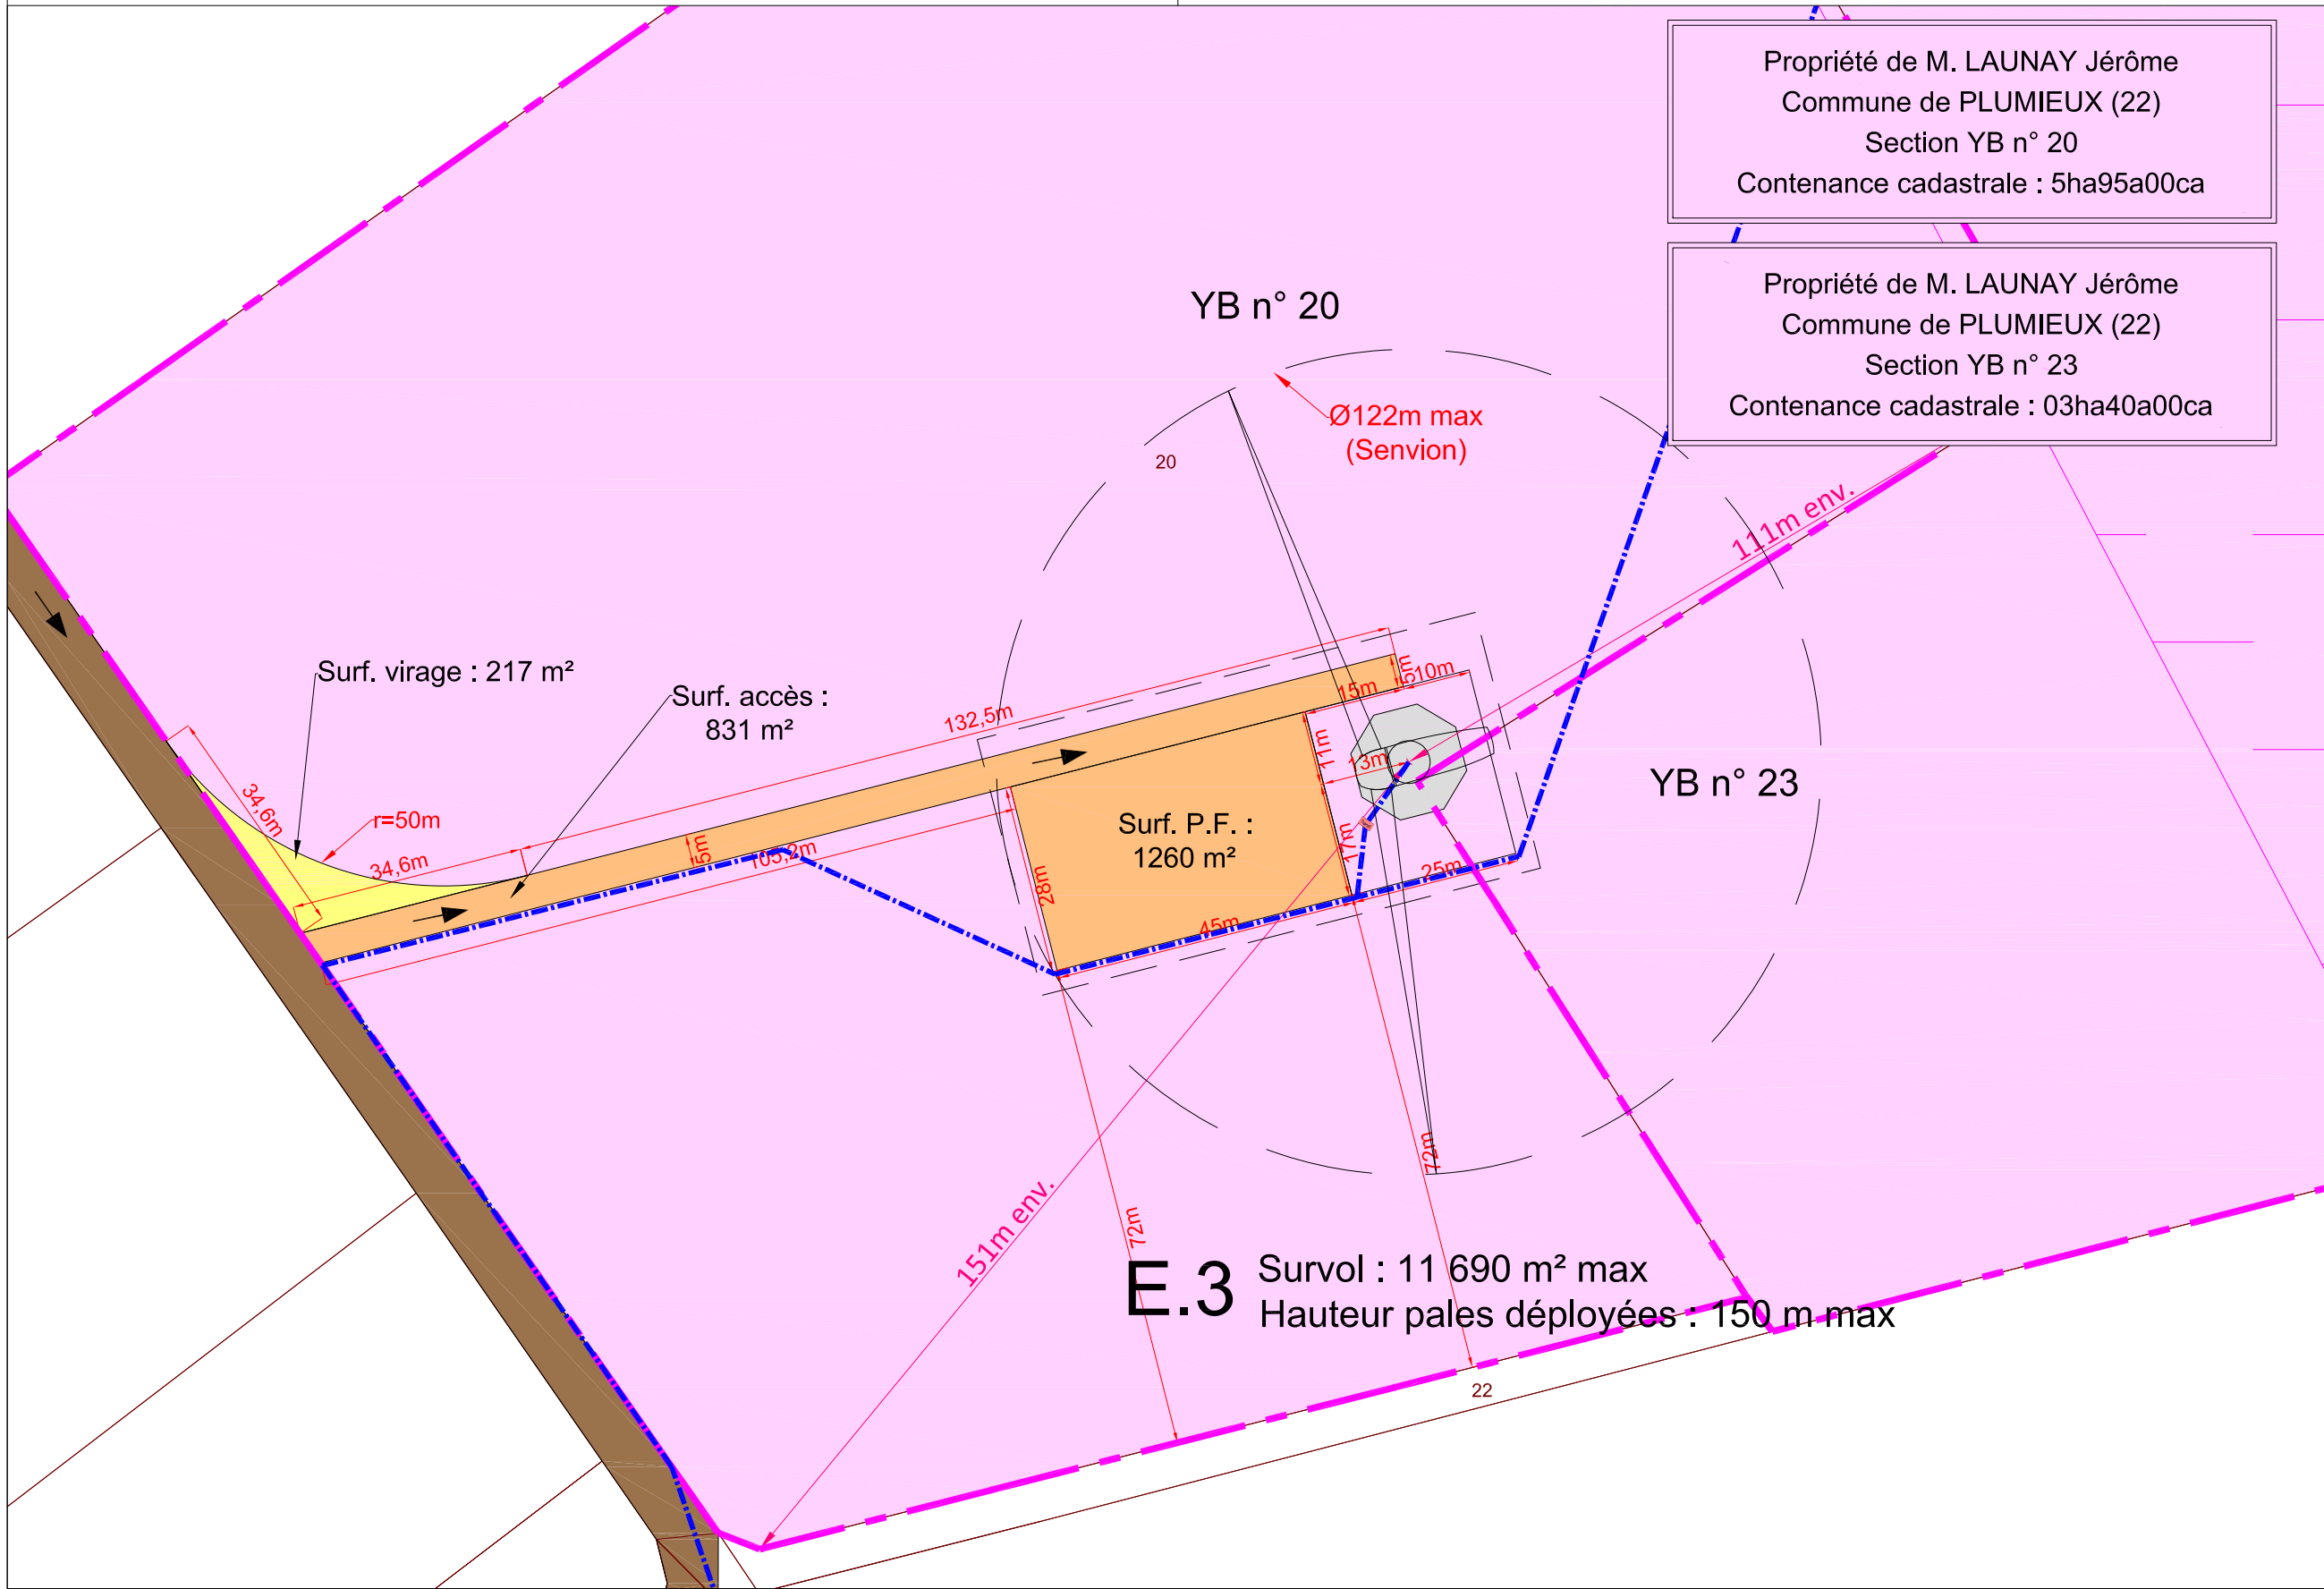 Propriété de M. LAUNAY Jérôme
Commune de PLUMIEUX (22)
Section YB n° 20
Contenance cadastrale : 5ha95a00ca
Propriété de M. LAUNAY Jérôme
Commune de PLUMIEUX (22)
Section YB n° 23
Contenance cadastrale : 03ha40a00ca
YB n° 20
Ø122m max
(Senvion)
20
111m env.
Surf. virage : 217 m²
Surf. accès :
831 m²
132,5m
5m
10m
15m
11m
13m
YB n° 23
34,6m
r=50m
34,6m
5m
105,2m
Surf. P.F. :
1260 m²
17m
28m
25m
45m
72m
151m env.
72m
E.3
Survol : 11 690 m² max
Hauteur pales déployées : 150 m max
22